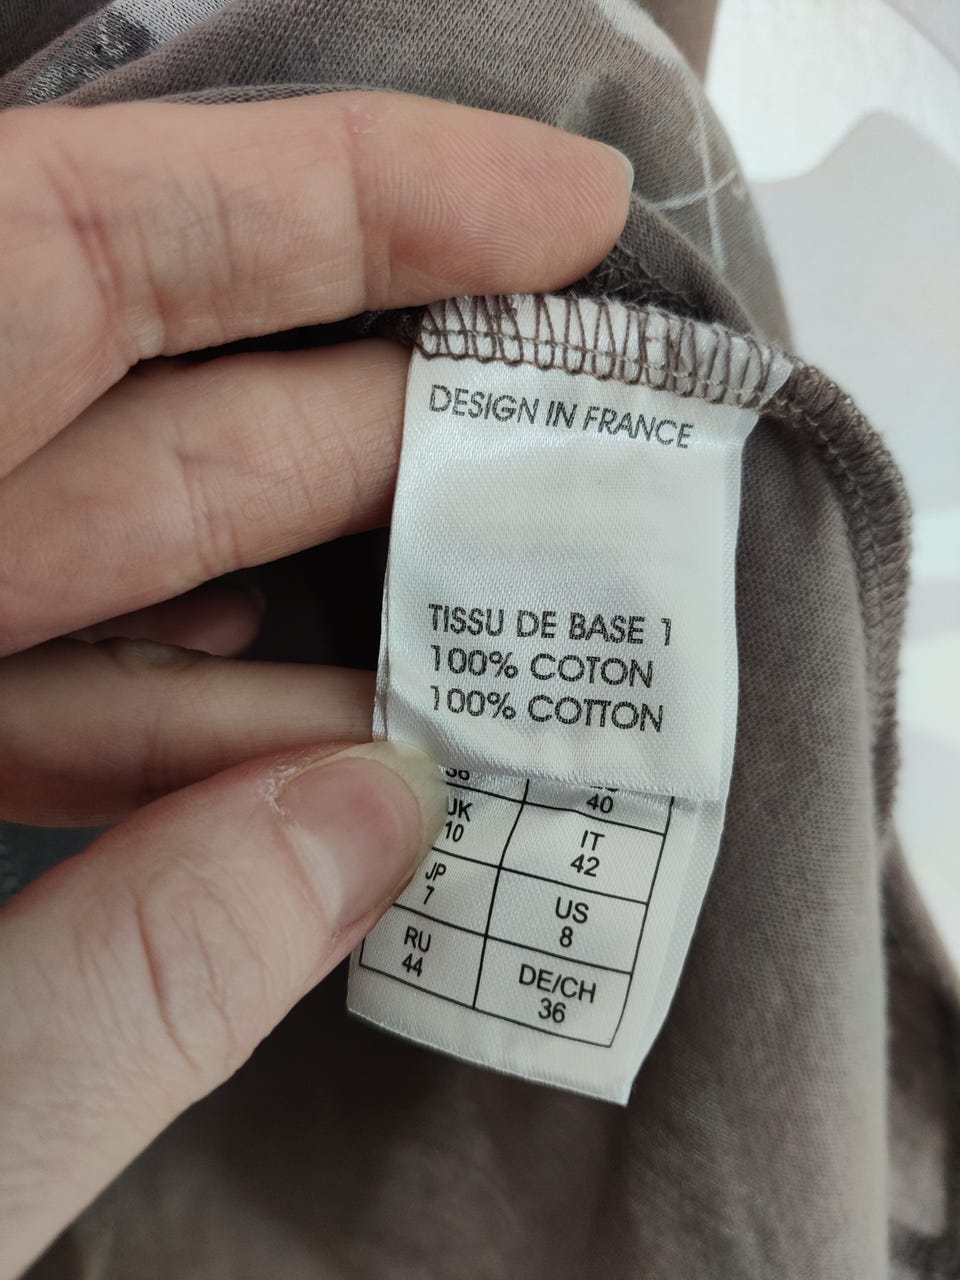 DESIGN IN FRANCE
TISSU DE BASE 1
100% COTON
100% COTTON
40
UK
10
IT
42
JP
7
US
8
RU
44
DE/CH
36